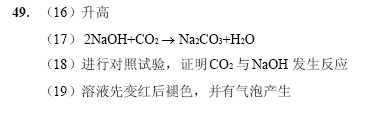 49. （16）升高
（17） 2NaOH+CO₂→ Na₂CO₃+H₂O
（18）进行对照试验，证明CO₂与NaOH 发生反应
（19）溶液先变红后褪色，并有气泡产生